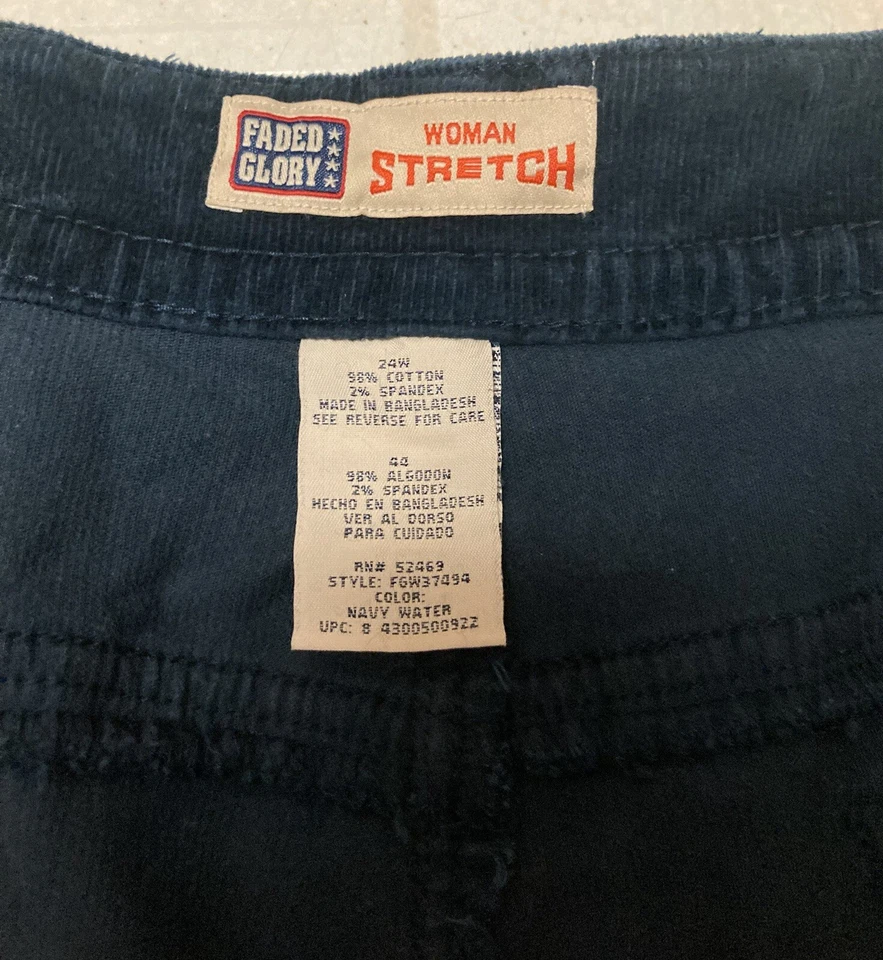 FADED
GLORY
WOMAN
STRETCH
24W
98% COTTON
2% SPANDEX
MADE IN BANGLADESH
SEE REVERSE FOR CARE
44
98% ALGODON
2% SPANDEX
HECHO EN BANGLADESH
VER AL DORSO
PARA CUIDADO
RN# 52469
STYLE: FGW37494
COLOR:
NAVY WATER
UPC: 8 4300500922